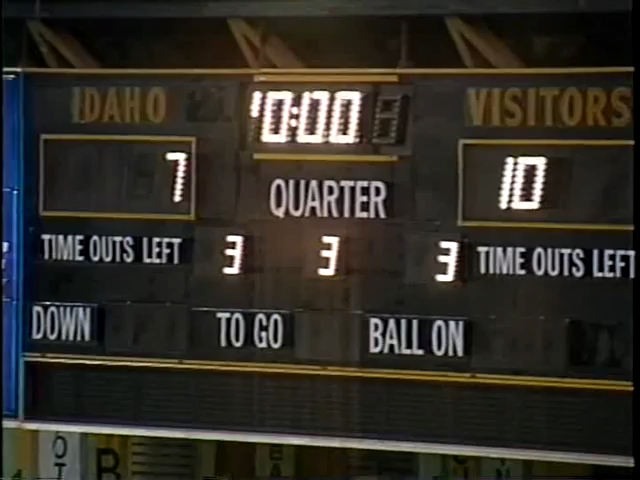 IDAHO 10:00 VISITORS
7 QUARTER 10
TIME OUTS LEFT 3 3 3 TIME OUTS LEFT
DOWN TO GO BALL ON
B